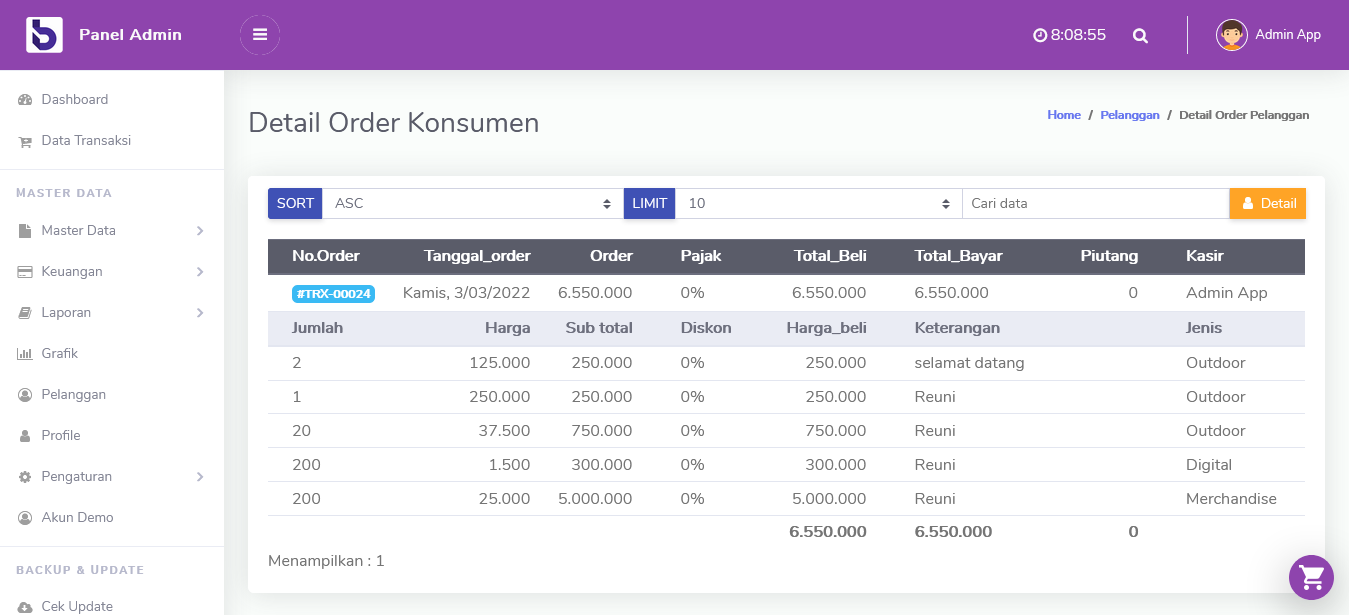 Panel Admin
8:08:55
Admin App
Dashboard
Data Transaksi
MASTER DATA
Master Data
Keuangan
Laporan
Grafik
Pelanggan
Profile
Pengaturan
Akun Demo
BACKUP & UPDATE
Cek Update
Detail Order Konsumen
Home / Pelanggan / Detail Order Pelanggan
SORT ASC LIMIT 10 Cari data Detail
No.Order Tanggal_order Order Pajak Total_Beli Total_Bayar Piutang Kasir
#TRX-00024 Kamis, 3/03/2022 6.550.000 0% 6.550.000 6.550.000 0 Admin App
Jumlah Harga Sub total Diskon Harga_beli Keterangan Jenis
2 125.000 250.000 0% 250.000 selamat datang Outdoor
1 250.000 250.000 0% 250.000 Reuni Outdoor
20 37.500 750.000 0% 750.000 Reuni Outdoor
200 1.500 300.000 0% 300.000 Reuni Digital
200 25.000 5.000.000 0% 5.000.000 Reuni Merchandise
6.550.000 6.550.000 0
Menampilkan : 1